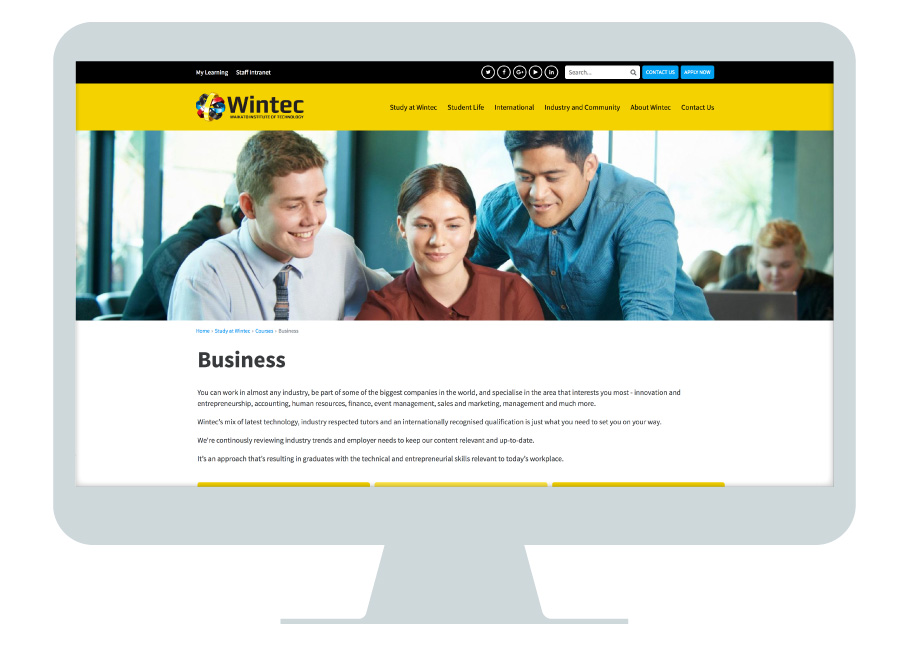 My Learning Staff Intranet Search... CONTACT US APPLY NOW
Wintec
WAIKATO INSTITUTE OF TECHNOLOGY
Study at Wintec Student Life International Industry and Community About Wintec Contact Us
Home › Study at Wintec › Courses › Business
Business
You can work in almost any industry, be part of some of the biggest companies in the world, and specialise in the area that interests you most - innovation and
entrepreneurship, accounting, human resources, finance, event management, sales and marketing, management and much more.
Wintec's mix of latest technology, industry respected tutors and an internationally recognised qualification is just what you need to set you on your way.
We're continously reviewing industry trends and employer needs to keep our content relevant and up-to-date.
It's an approach that's resulting in graduates with the technical and entrepreneurial skills relevant to today's workplace.